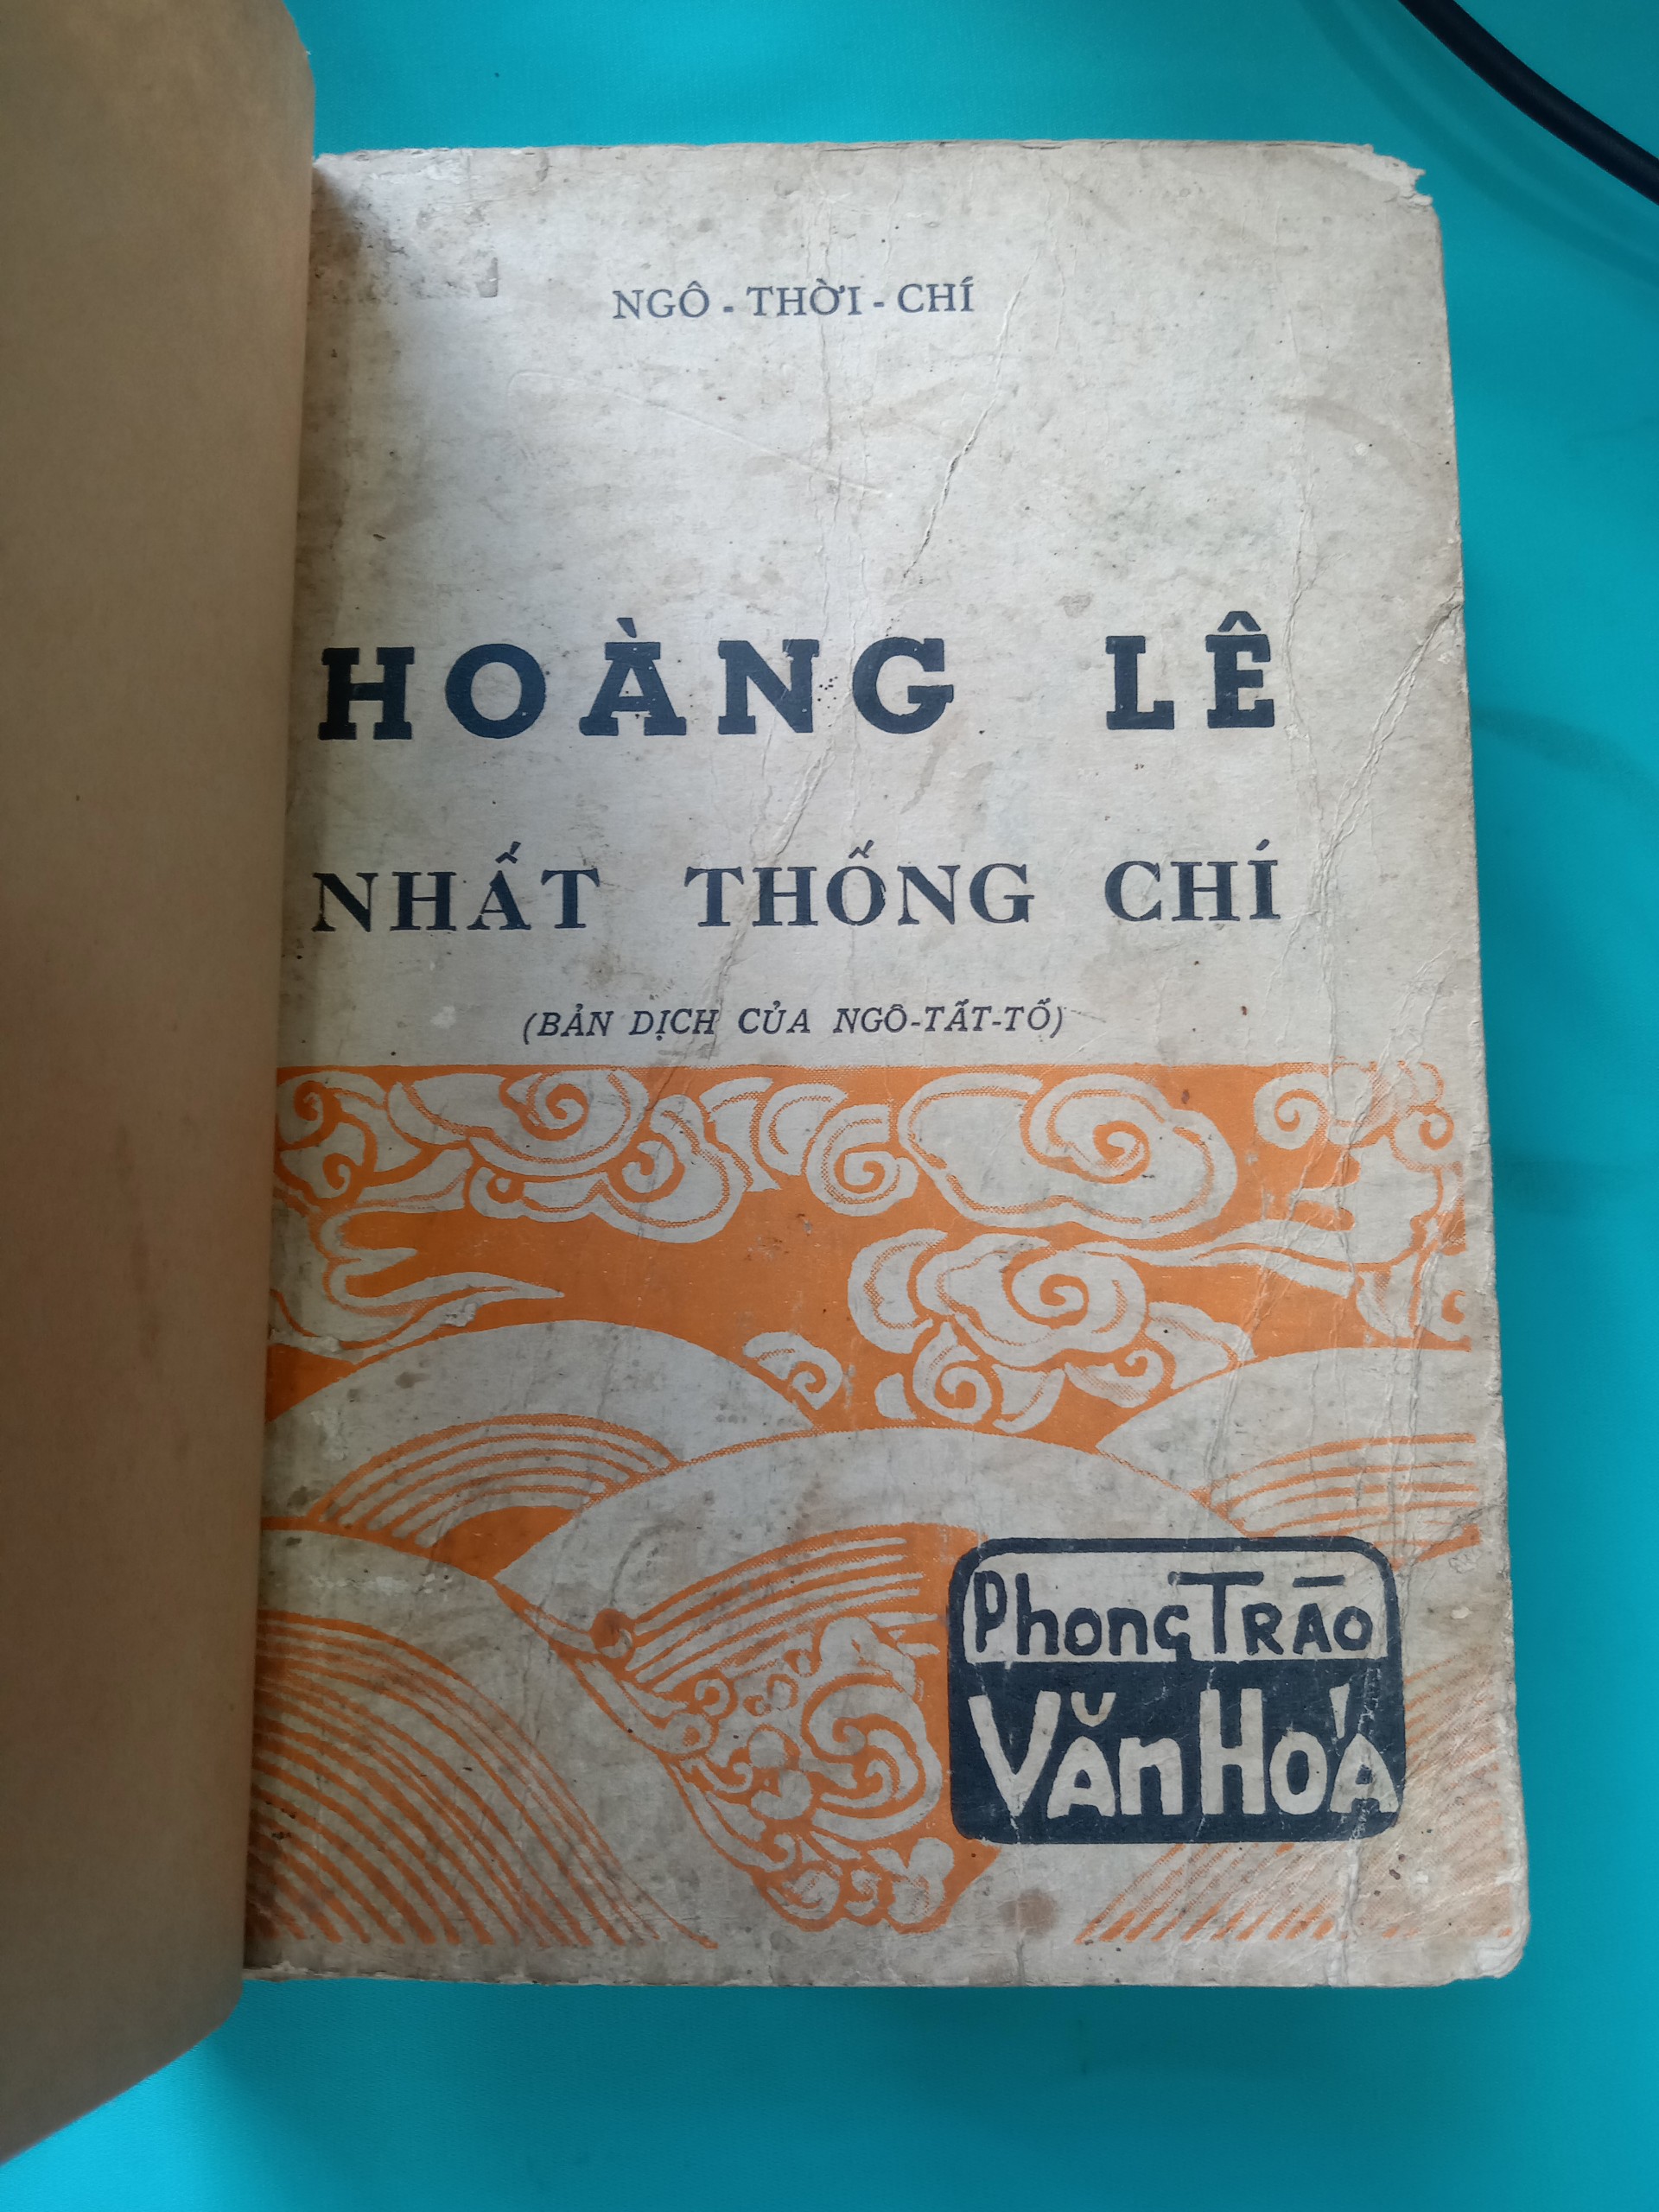 NGÔ - THỜI - CHÍ
HOÀNG LÊ
NHẤT THỐNG CHÍ
(BẢN DỊCH CỦA NGÔ-TẤT-TỐ)
Phong TRÀO
VĂN HOÁ